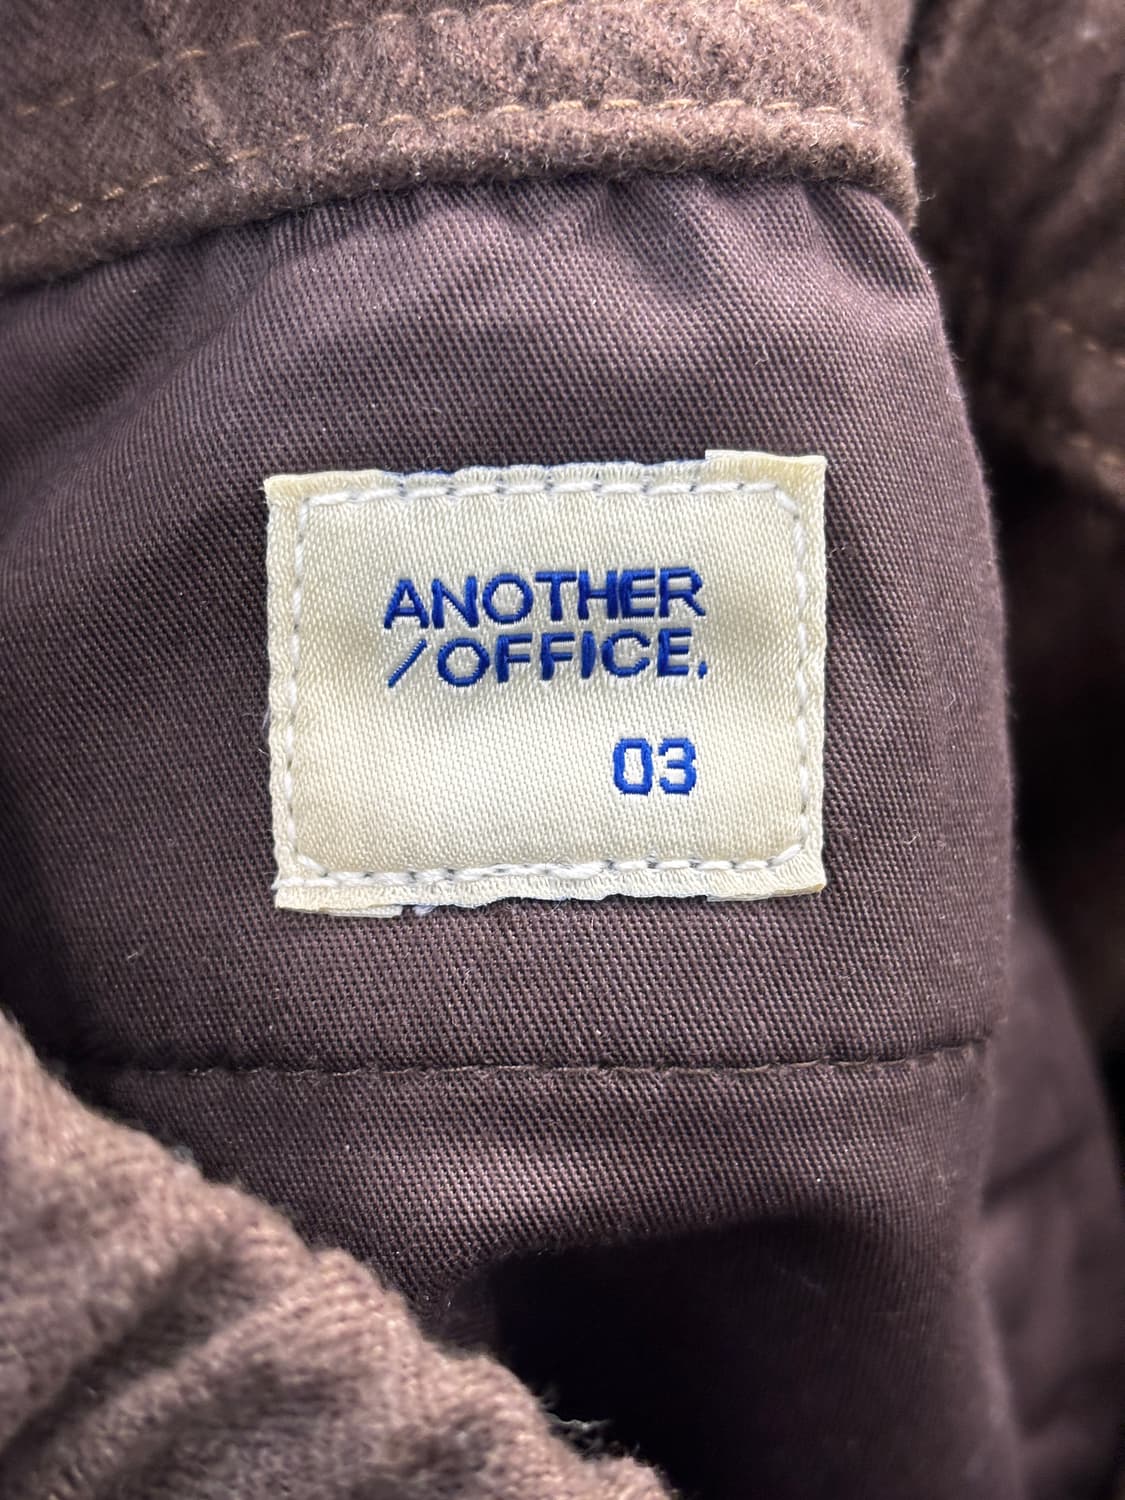 ANOTHER
/OFFICE.
03